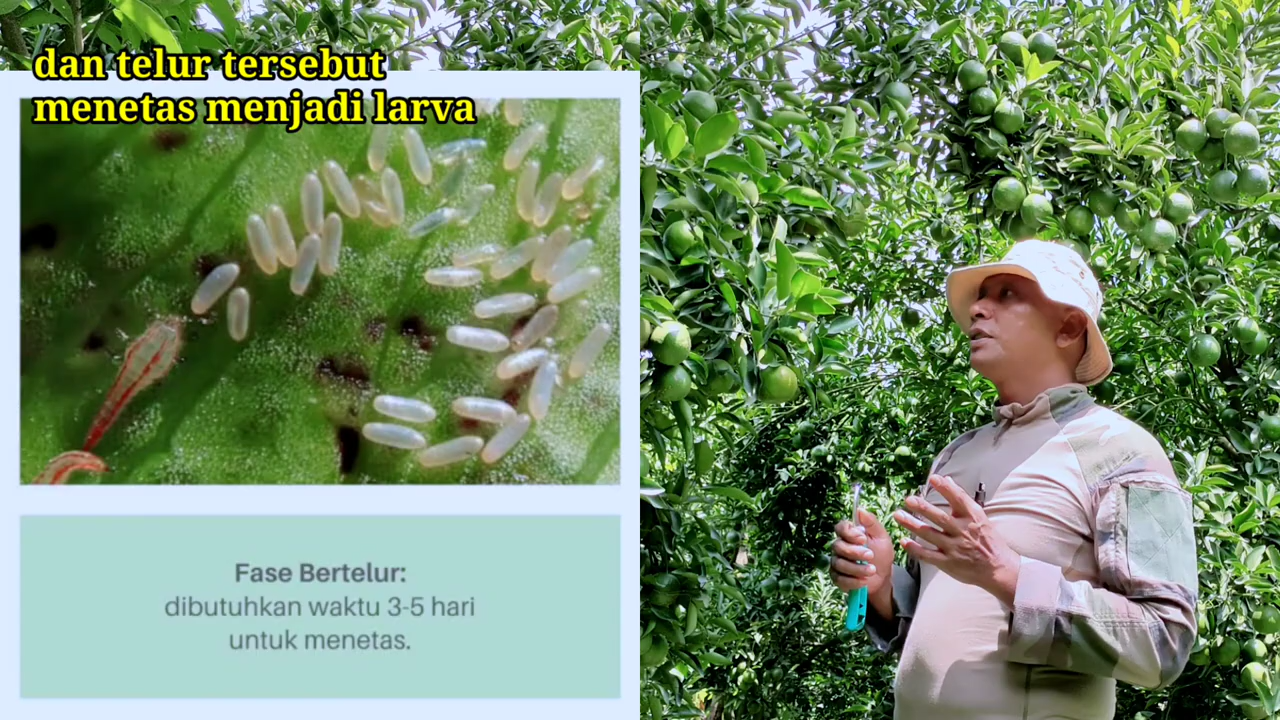 dan telur tersebut
menetas menjadi larva
Fase Bertelur:
dibutuhkan waktu 3-5 hari
untuk menetas.